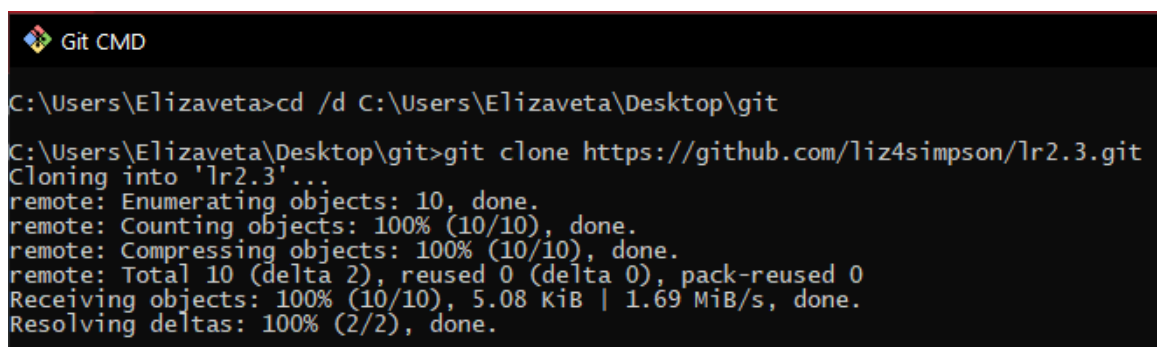 Git CMD
C:\Users\Elizaveta>cd /d C:\Users\Elizaveta\Desktop\git
C:\Users\Elizaveta\Desktop\git>git clone https://github.com/liz4simpson/lr2.3.git
Cloning into 'lr2.3'...
remote: Enumerating objects: 10, done.
remote: Counting objects: 100% (10/10), done.
remote: Compressing objects: 100% (10/10), done.
remote: Total 10 (delta 2), reused 0 (delta 0), pack-reused 0
Receiving objects: 100% (10/10), 5.08 KiB | 1.69 MiB/s, done.
Resolving deltas: 100% (2/2), done.